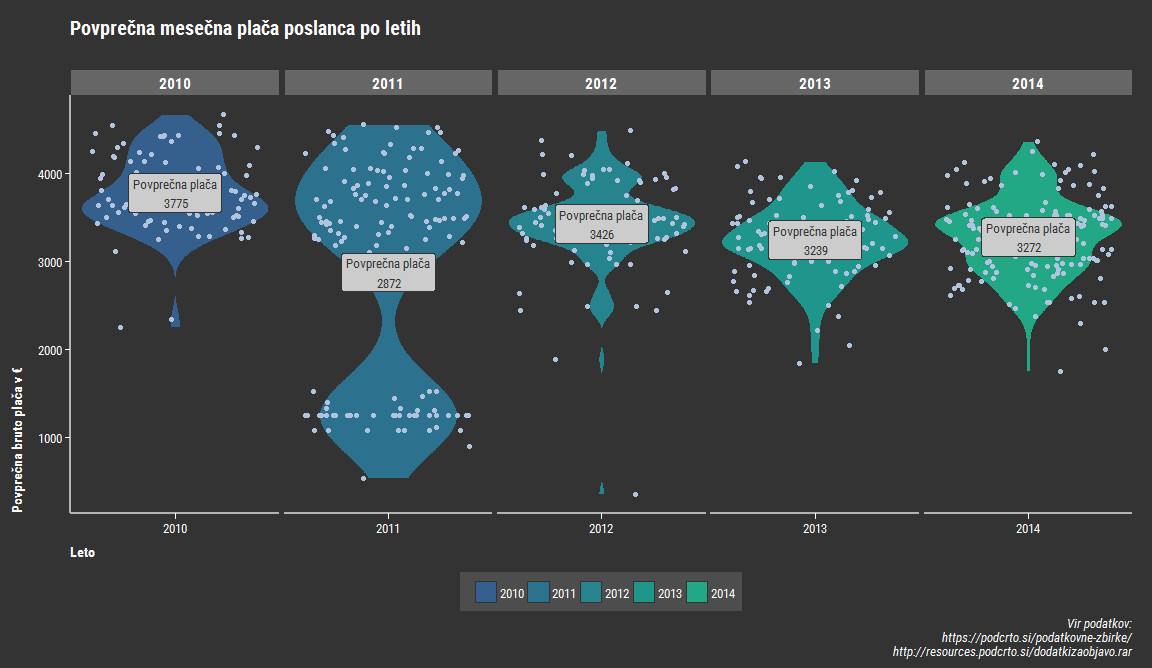 Povprečna mesečna plača poslanca po letih
2010 2011 2012 2013 2014
Povprečna bruto plača v €
4000
3000
2000
1000
Povprečna plača
3775
Povprečna plača
2872
Povprečna plača
3426
Povprečna plača
3239
Povprečna plača
3272
2010 2011 2012 2013 2014
Leto
2010 2011 2012 2013 2014
Vir podatkov:
https://podcrto.si/podatkovne-zbirke/
http://resources.podcrto.si/dodatkizaobjavo.rar